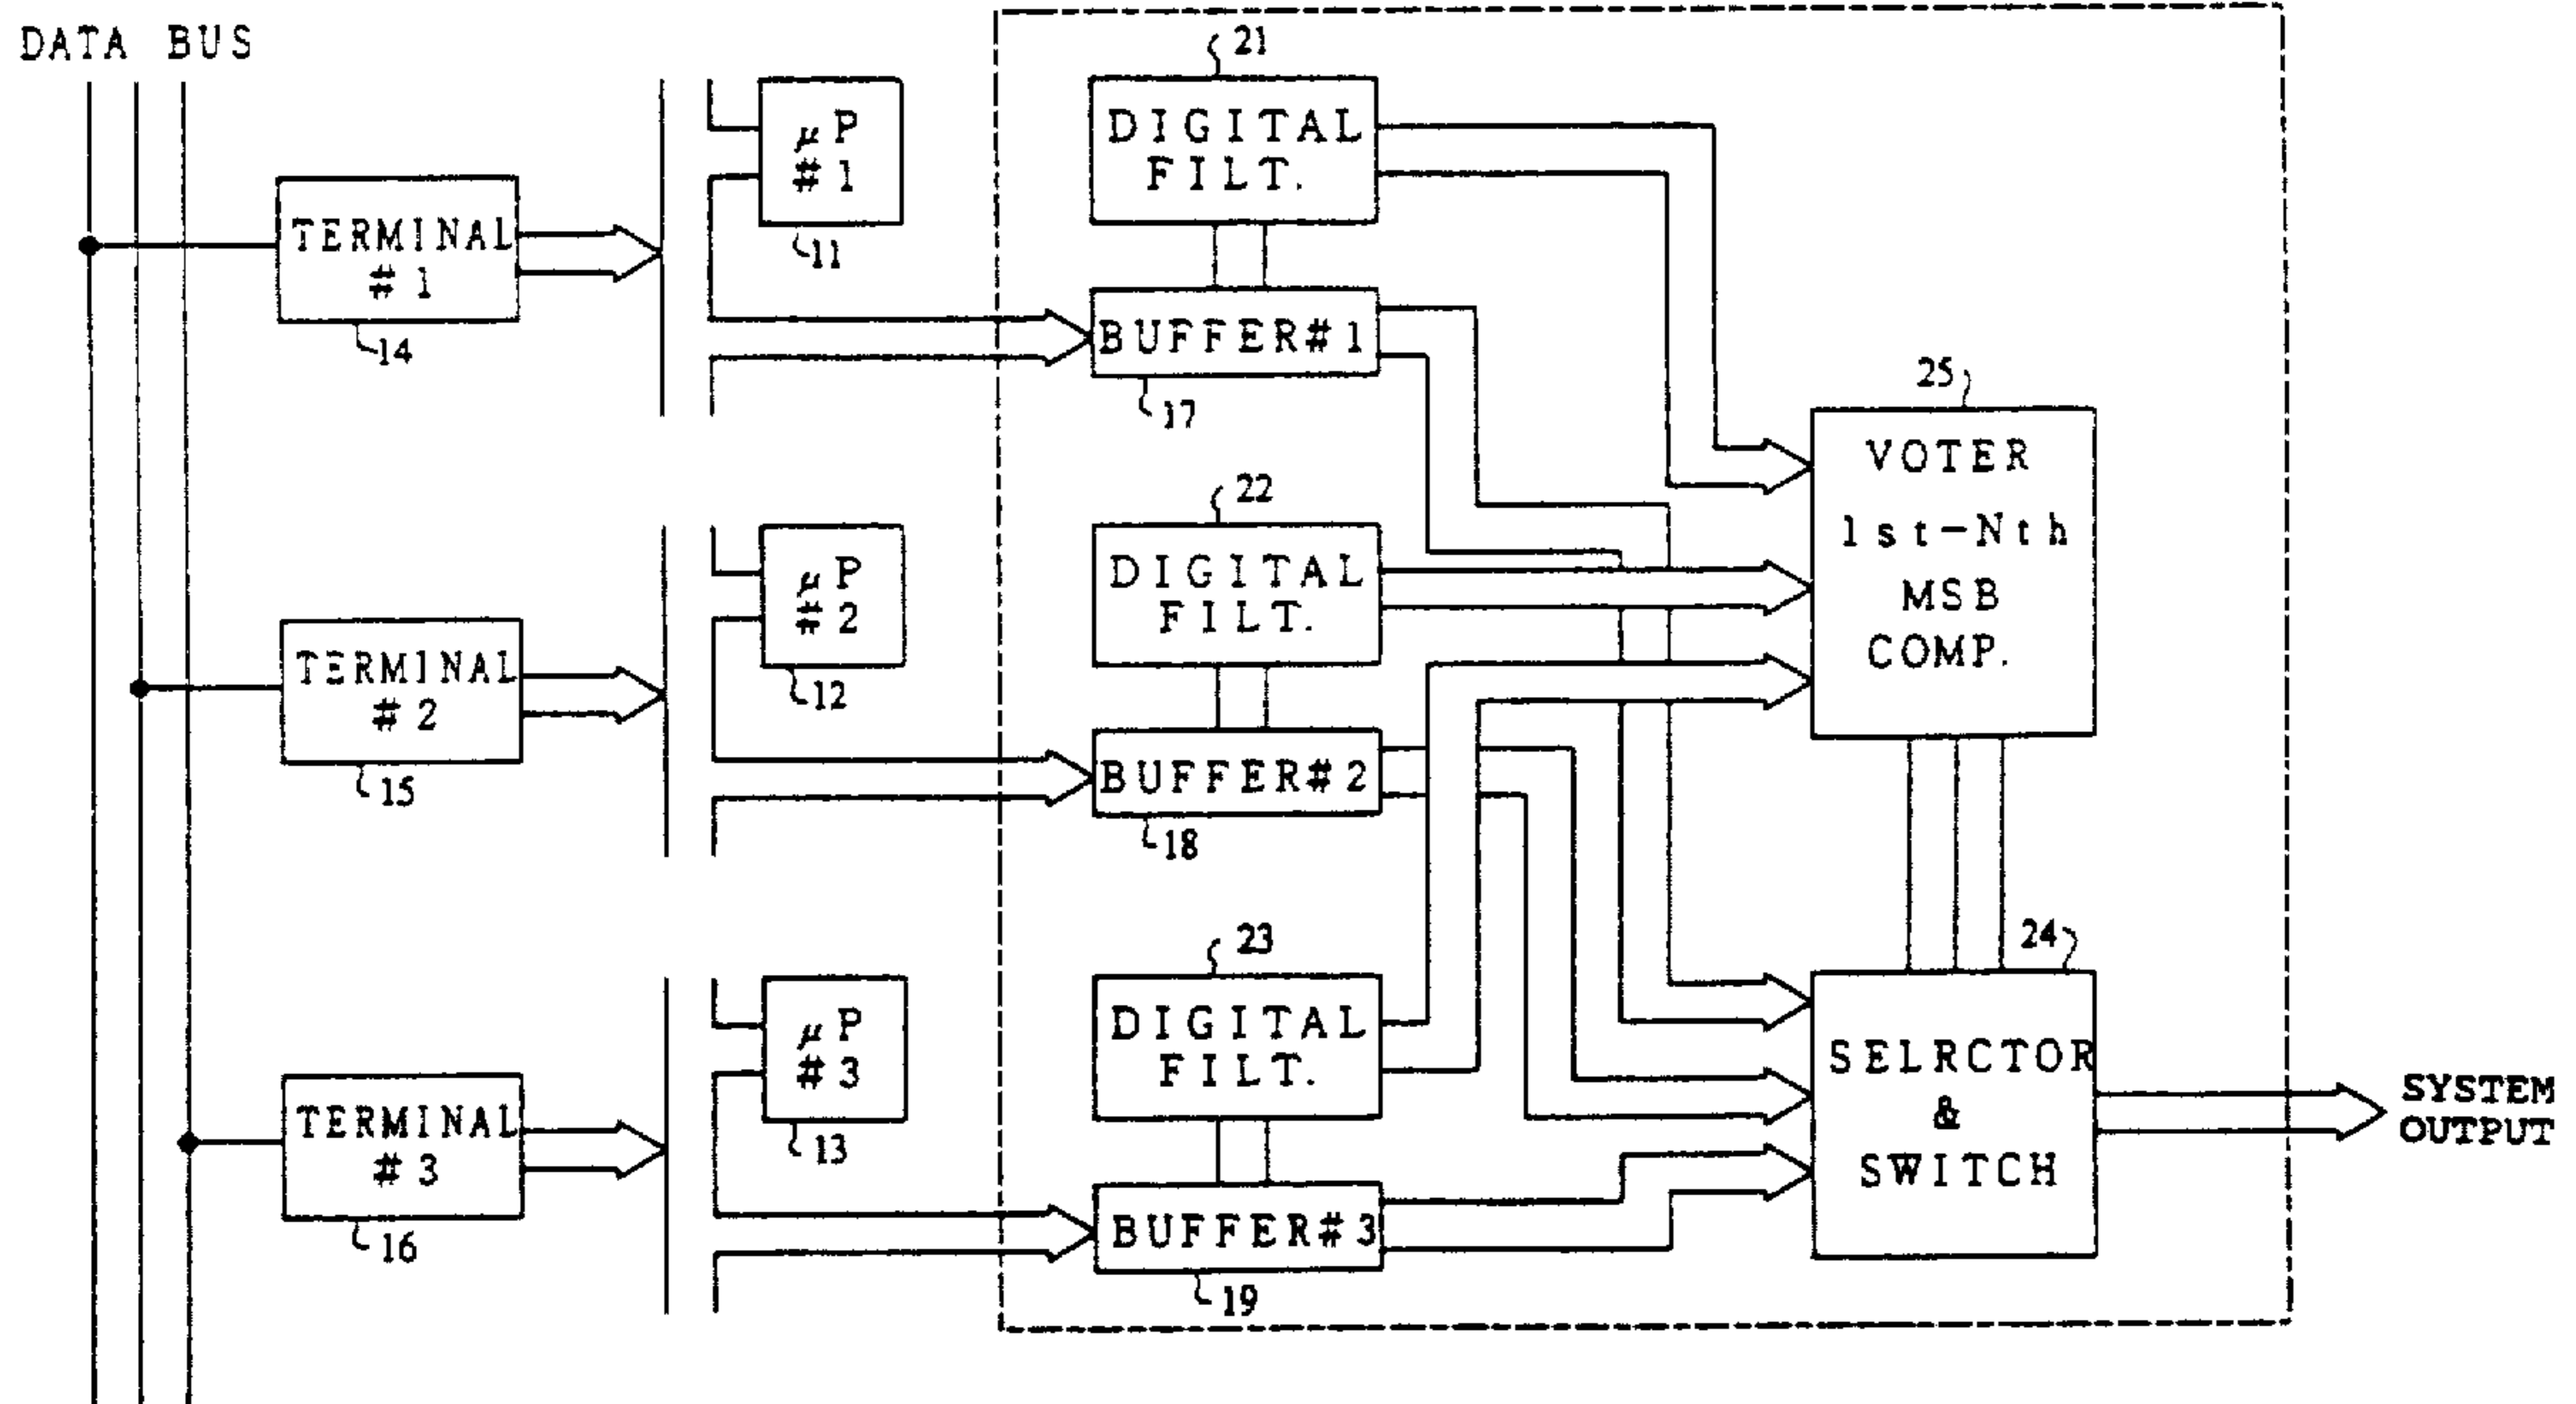 DATA BUS
21
DIGITAL
FILT.
μP
#1
11
TERMINAL
#1
14
BUFFER#1
17
25
VOTER
1st-Nth
MSB
COMP.
22
DIGITAL
FILT.
μP
#2
12
TERMINAL
#2
15
BUFFER#2
18
23
DIGITAL
FILT.
24
μP
#3
13
SELRCTOR
&
SWITCH
SYSTEM
OUTPUT
TERMINAL
#3
16
BUFFER#3
19